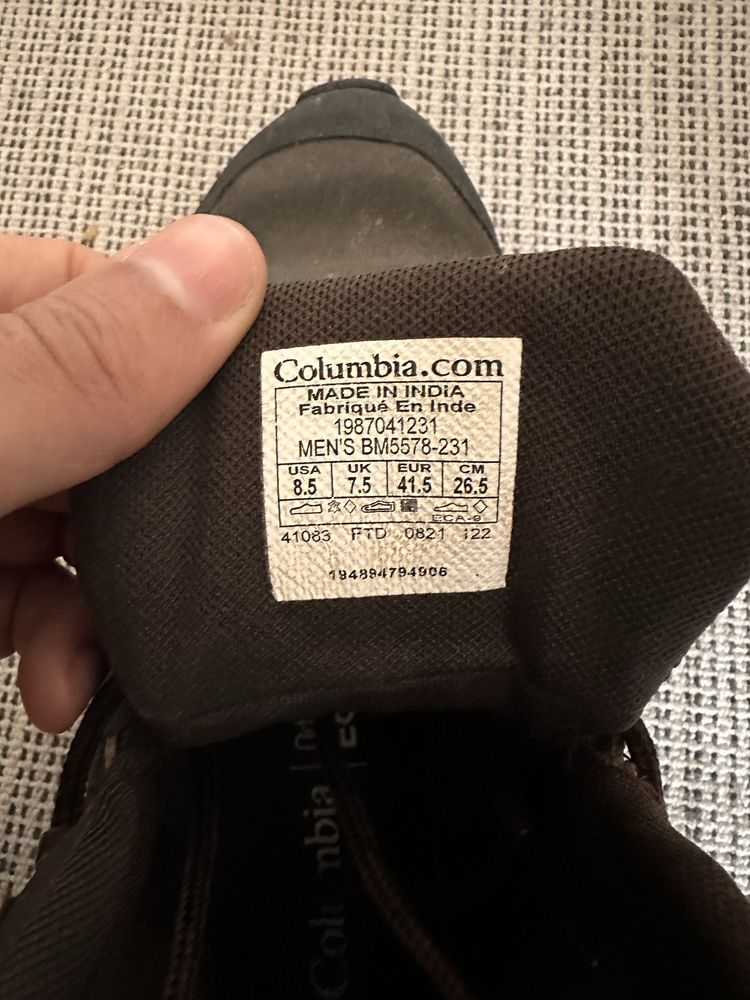 Columbia.com
MADE IN INDIA
Fabriqué En Inde
1987041231
MEN'S BM5578-231
USA UK EUR CM
8.5 7.5 41.5 26.5
ECA-9
41083 FTD 0821 122
194894794906
Columbia